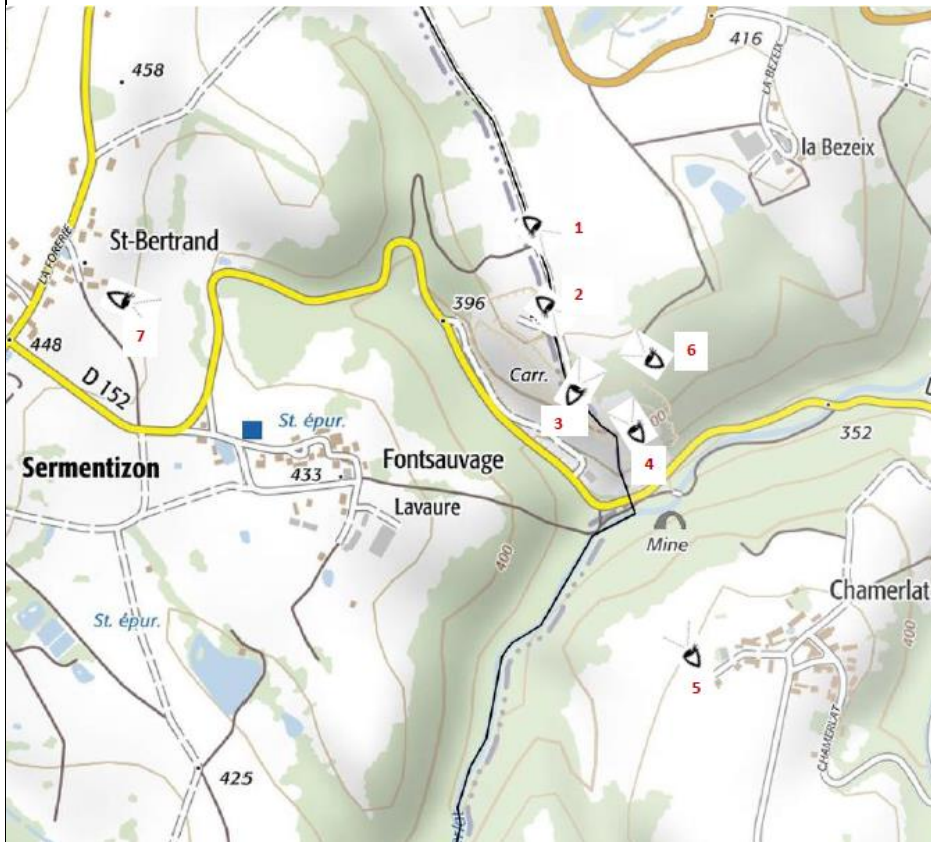 458
416
LA BEZEIX
la Bezeix
1
St-Bertrand
LA FORERIE
7
396
2
6
448
Carr.
3
D 152
4
00
352
St. épur.
Sermentizon
433
Fontsauvage
Lavaure
Mine
400
Chamerlat
400
St. épur.
5
CHAMERLAT
425